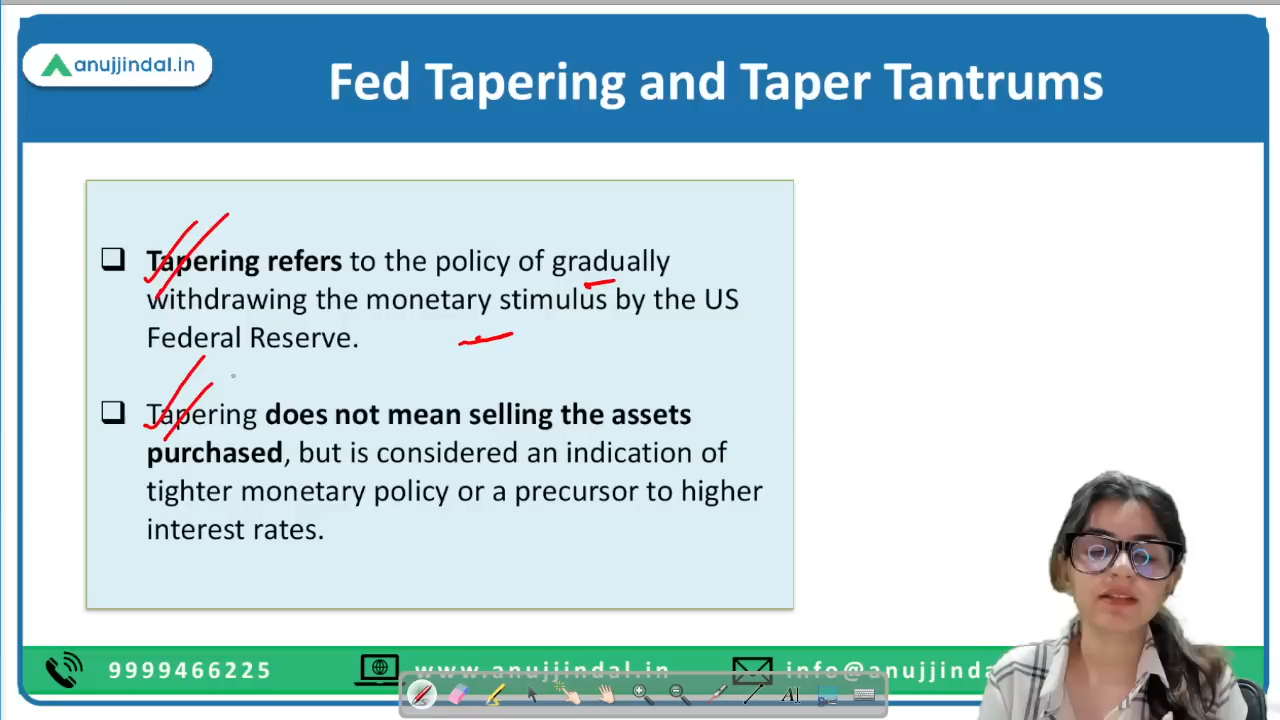 anujjindal.in
Fed Tapering and Taper Tantrums
Tapering refers to the policy of gradually
withdrawing the monetary stimulus by the US
Federal Reserve.
Tapering does not mean selling the assets
purchased, but is considered an indication of
tighter monetary policy or a precursor to higher
interest rates.
9999466225
www.anujjindal.in
info@anujjinda
A